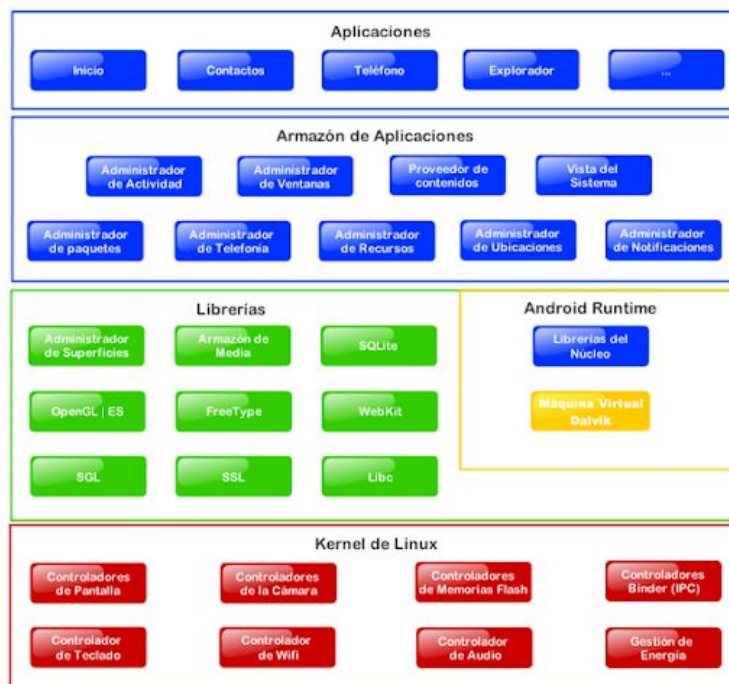 Aplicaciones
Inicio
Contactos
Teléfono
Explorador
...
Armazón de Aplicaciones
Administrador
de Actividad
Administrador
de Ventanas
Proveedor de
contenidos
Vista del
Sistema
Administrador
de paquetes
Administrador
de Telefonía
Administrador
de Recursos
Administrador
de Ubicaciones
Administrador
de Notificaciones
Librerías
Administrador
de Superficies
Armazón de
Media
SQLite
OpenGL | ES
FreeType
WebKit
SGL
SSL
Libc
Android Runtime
Librerías del
Núcleo
Máquina Virtual
Dalvik
Kernel de Linux
Controladores
de Pantalla
Controladores
de la Cámara
Controladores
de Memorias Flash
Controladores
Binder (IPC)
Controlador
de Teclado
Controlador
de Wifi
Controlador
de Audio
Gestión de
Energía